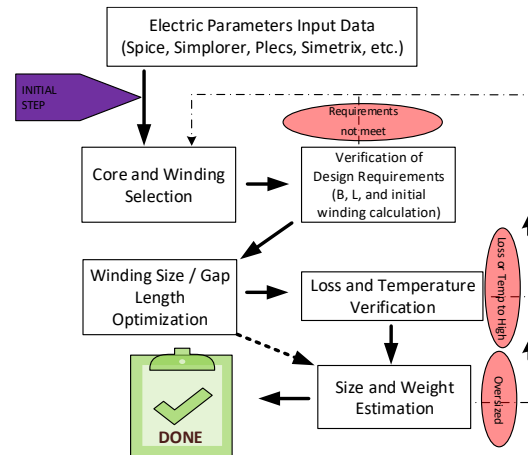 Electric Parameters Input Data
(Spice, Simplorer, Plecs, Simetrix, etc.)
INITIAL
STEP
Requirements
not meet
Core and Winding
Selection
Verification of
Design Requirements
(B, L, and initial
winding calculation)
Winding Size / Gap
Length
Optimization
Loss and Temperature
Verification
Loss or Temp to High
Size and Weight
Estimation
Oversized
DONE